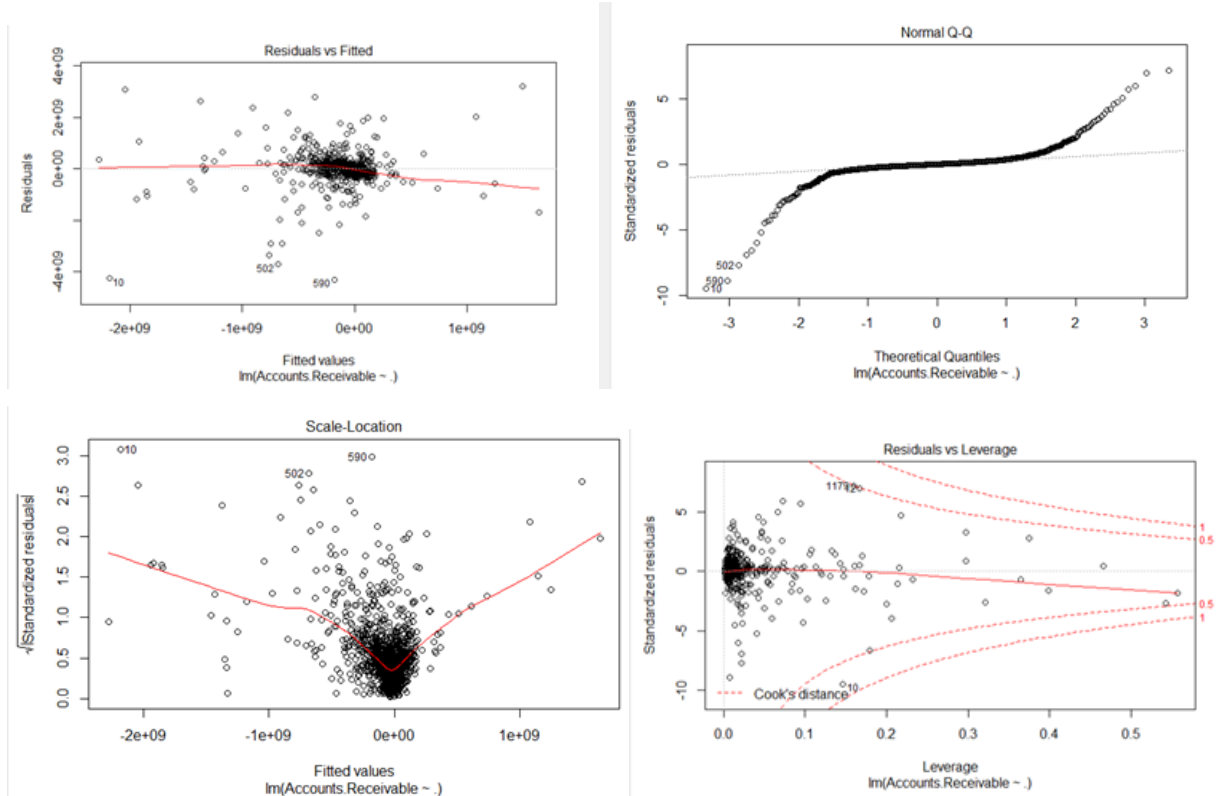 Residuals vs Fitted
Residuals
4e+09
2e+09
0e+00
-4e+09
10
502
590
-2e+09 -1e+09 0e+00 1e+09
Fitted values
lm(Accounts.Receivable ~ .)
Normal Q-Q
Standardized residuals
5
0
-5
-10
502
590
10
-3 -2 -1 0 1 2 3
Theoretical Quantiles
lm(Accounts.Receivable ~ .)
Scale-Location
√|Standardized residuals|
3.0
2.5
2.0
1.5
1.0
0.5
0.0
10
502
590
-2e+09 -1e+09 0e+00 1e+09
Fitted values
lm(Accounts.Receivable ~ .)
Residuals vs Leverage
Standardized residuals
5
0
-5
-10
12
10
1
0.5
0.5
1
Cook's distance
0.0 0.1 0.2 0.3 0.4 0.5
Leverage
lm(Accounts.Receivable ~ .)